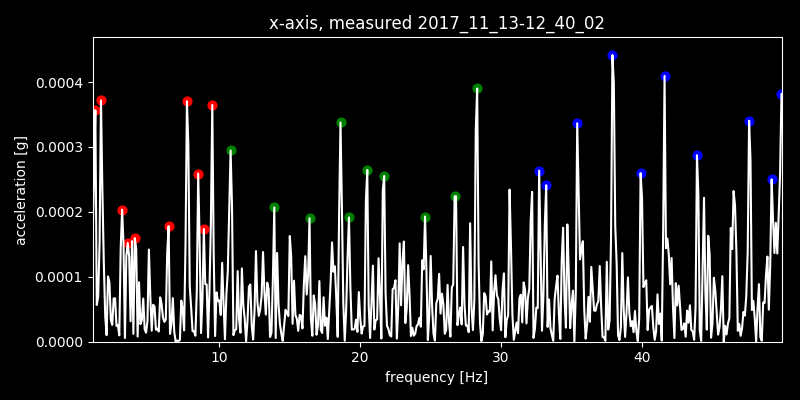 x-axis, measured 2017_11_13-12_40_02
acceleration [g]
0.0004
0.0003
0.0002
0.0001
0.0000
10 20 30 40
frequency [Hz]